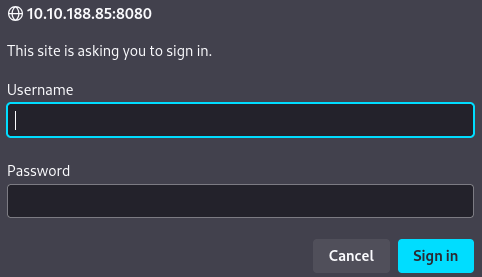 10.10.188.85:8080
This site is asking you to sign in.
Username
Password
Cancel Sign in